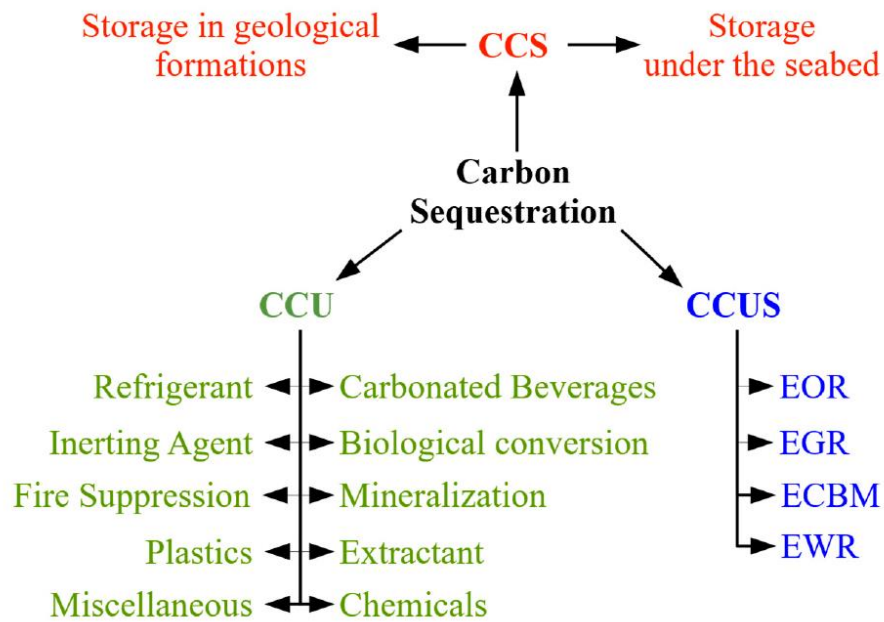 Storage in geological
formations
CCS
Storage
under the seabed
Carbon
Sequestration
CCU
CCUS
Refrigerant
Carbonated Beverages
Inerting Agent
Biological conversion
Fire Suppression
Mineralization
Plastics
Extractant
Miscellaneous
Chemicals
EOR
EGR
ECBM
EWR